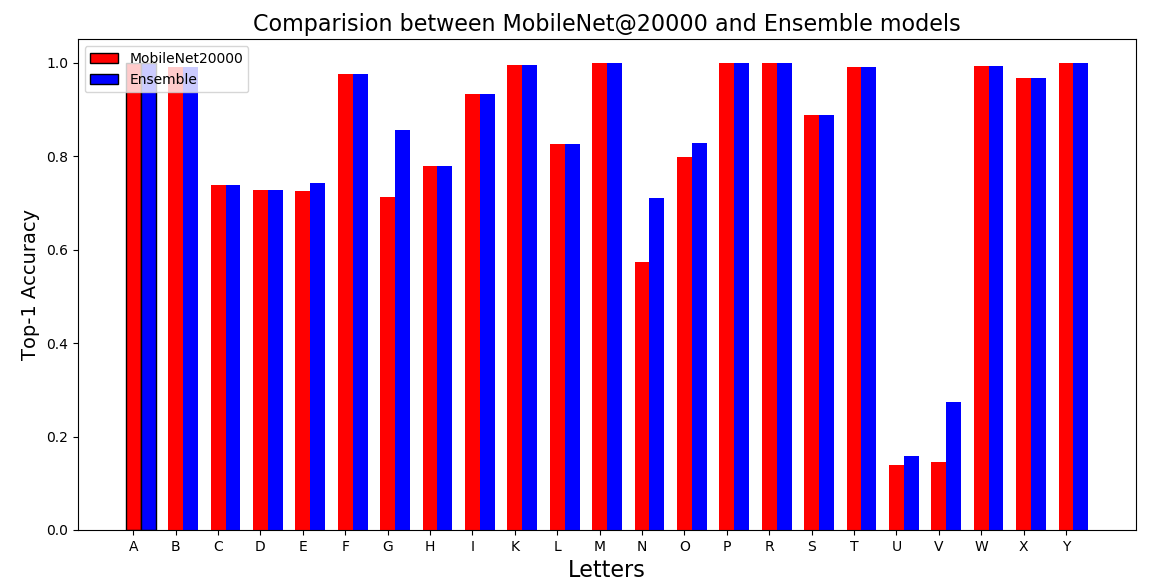 Comparision between MobileNet@20000 and Ensemble models
MobileNet20000
Ensemble
Top-1 Accuracy
1.0
0.8
0.6
0.4
0.2
0.0
A B C D E F G H I K L M N O P R S T U V W X Y
Letters